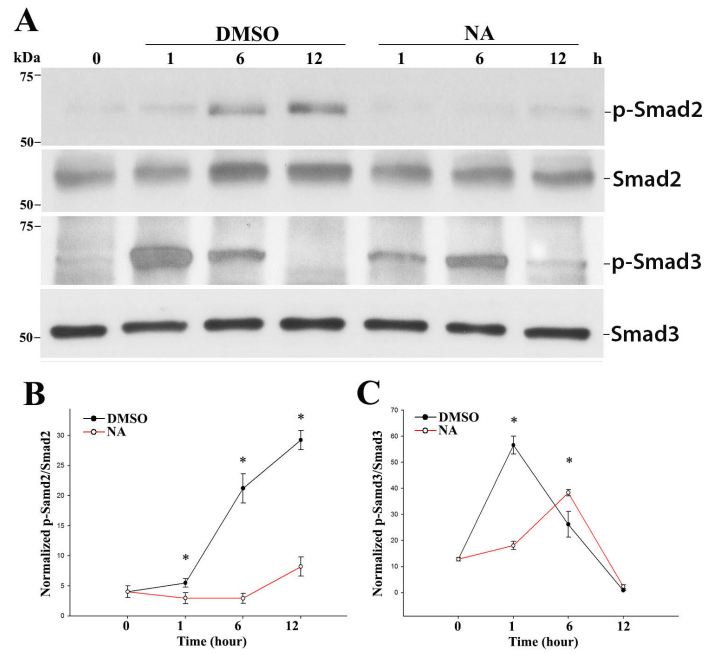 A
DMSO NA
kDa 0 1 6 12 1 6 12 h
75
p-Smad2
50
Smad2
50
75
p-Smad3
Smad3
50
B
DMSO
NA
Normalized p-Samd2/Smad2
30
25
20
15
10
5
0
* * *
0 1 6 12
Time (hour)
C
DMSO
NA
Normalized p-Samd3/Smad3
70
60
50
40
30
20
10
0
* *
0 1 6 12
Time (hour)